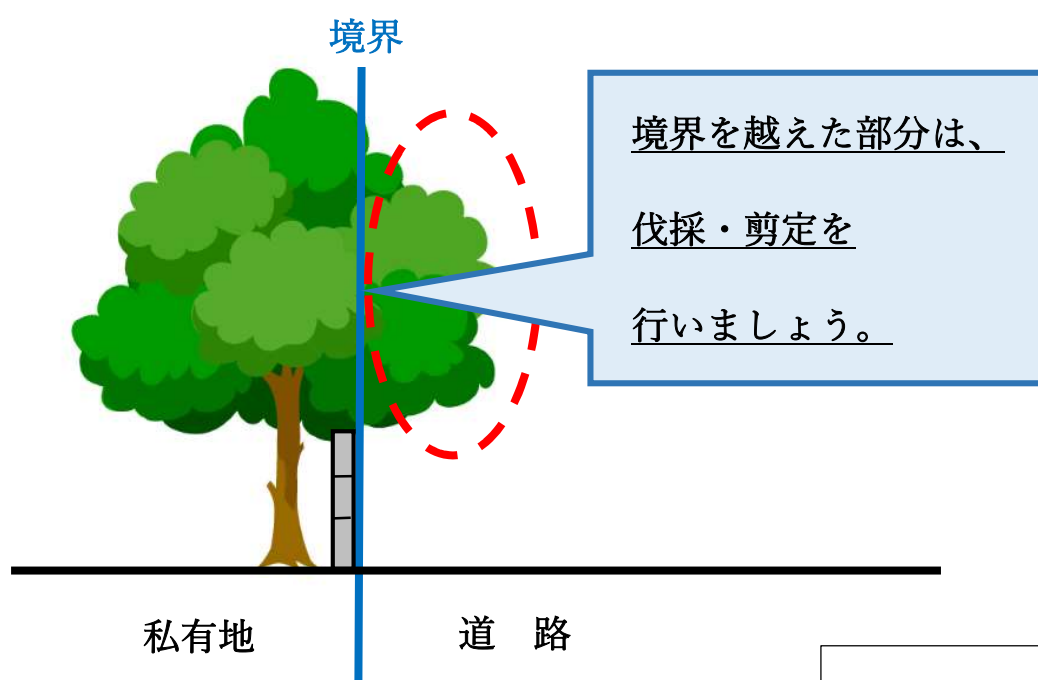 境界
境界を越えた部分は、
伐採・剪定を
行いましょう。
私有地
道　路